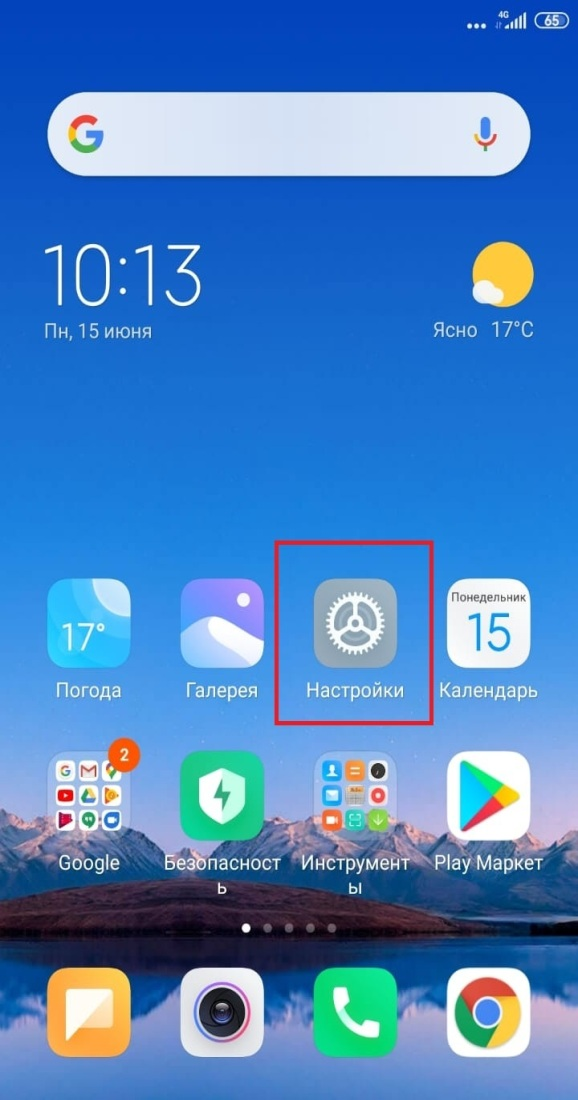 4G
65
10:13
Пн, 15 июня
Ясно 17°C
17°
Понедельник
15
Погода
Галерея
Настройки
Календарь
2
Google
Безопасност
ь
Инструмент
ы
Play Маркет